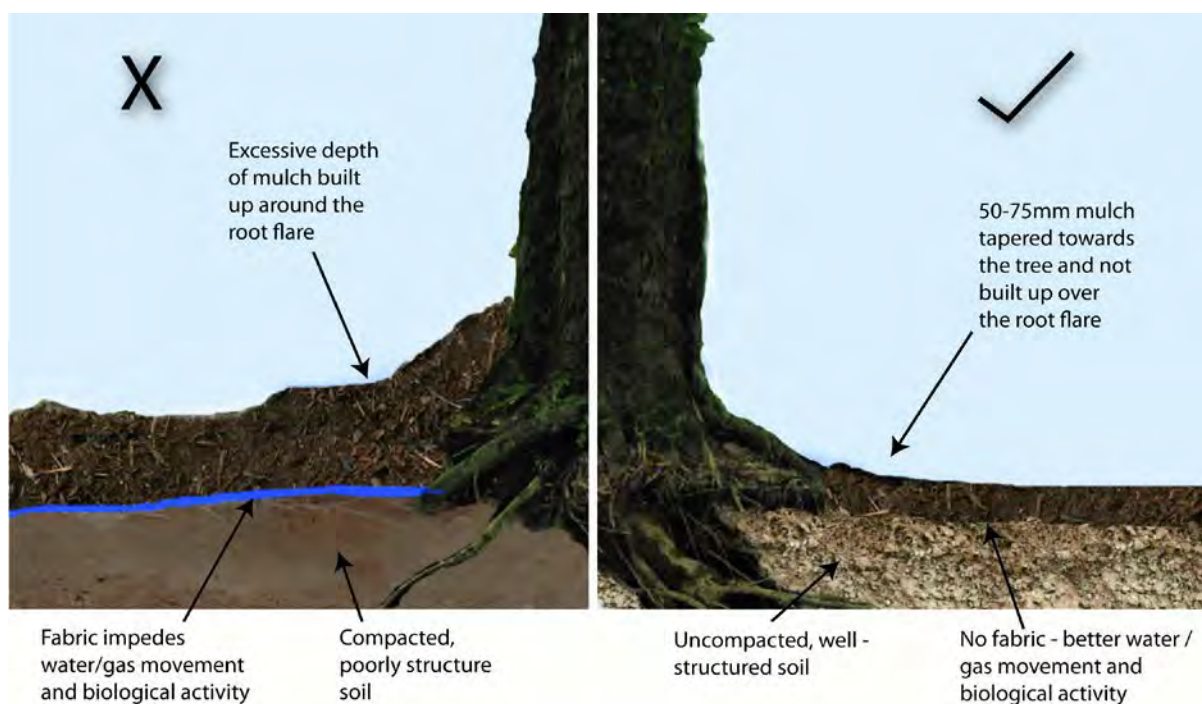 X
Excessive depth
of mulch built
up around the
root flare
Fabric impedes
water/gas movement
and biological activity
Compacted,
poorly structure
soil
50-75mm mulch
tapered towards
the tree and not
built up over
the root flare
Uncompacted, well -
structured soil
No fabric - better water /
gas movement and
biological activity